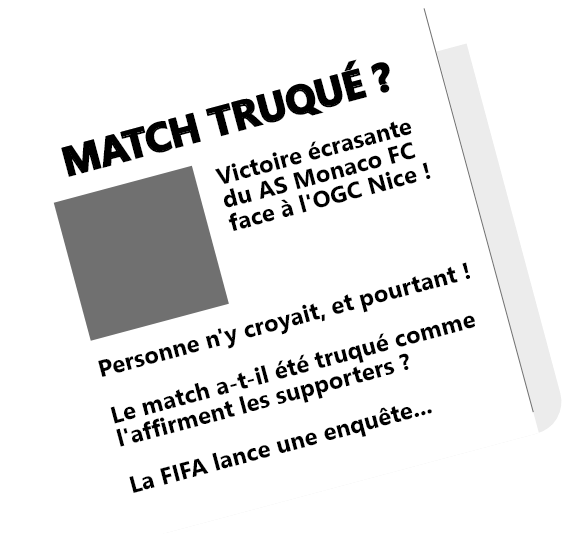 MATCH TRUQUÉ ?
Victoire écrasante
du AS Monaco FC
face à l'OGC Nice !
Personne n'y croyait, et pourtant !
Le match a-t-il été truqué comme
l'affirment les supporters ?
La FIFA lance une enquête...